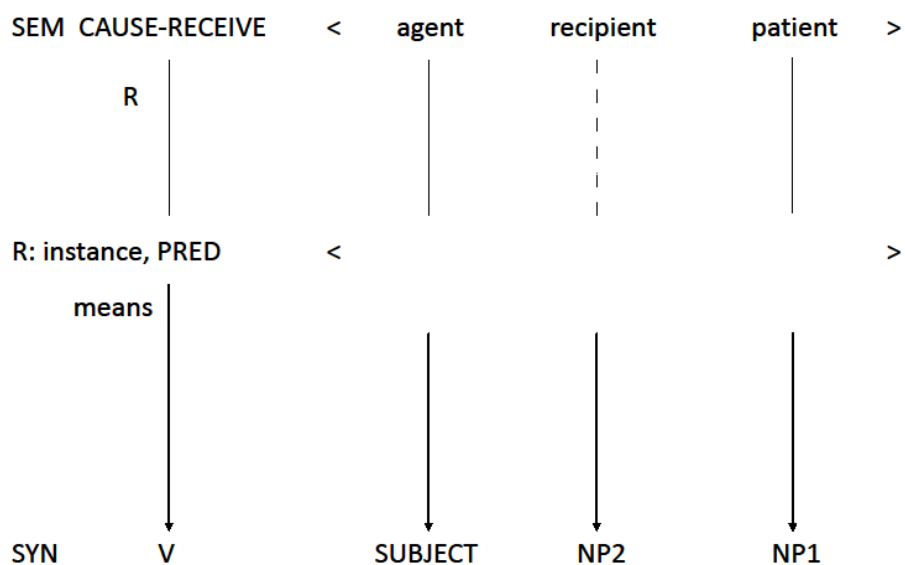 SEM CAUSE-RECEIVE < agent recipient patient >
R
R: instance, PRED < >
means
SYN V SUBJECT NP2 NP1